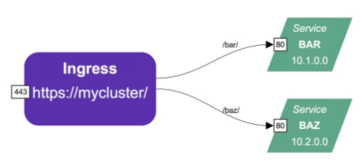 Ingress
443
https://mycluster/
/bar/
80
Service
BAR
10.1.0.0
/baz/
80
Service
BAZ
10.2.0.0